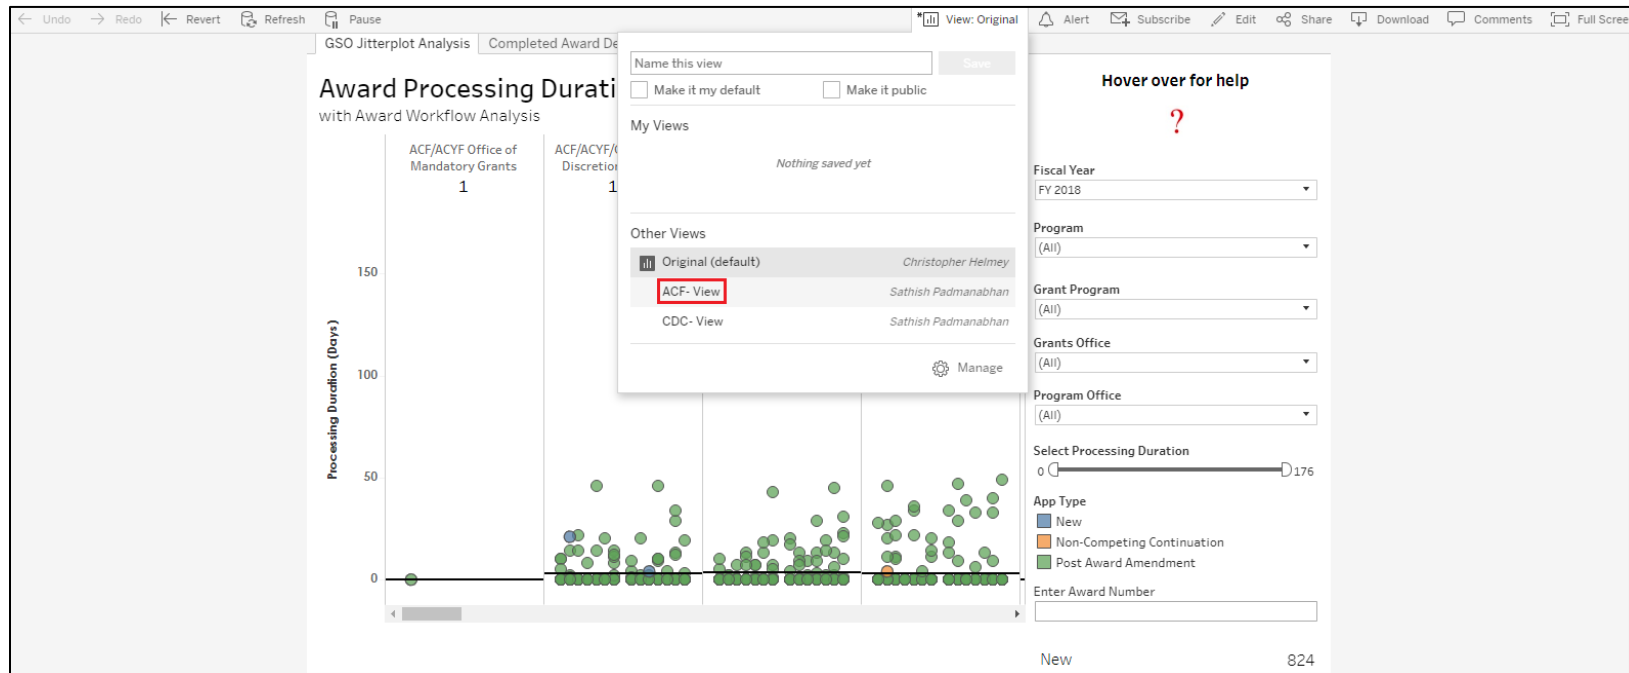 Undo Redo Revert Refresh Pause *View: Original Alert Subscribe Edit Share Download Comments Full Scree
GSO Jitterplot Analysis Completed Award De
Award Processing Durati
with Award Workflow Analysis
ACF/ACYF Office of
Mandatory Grants
1
ACF/ACYF/
Discretion
1
150
100
50
0
Processing Duration (Days)
Name this view Save
Make it my default Make it public
My Views
Nothing saved yet
Other Views
Original (default) Christopher Helmey
ACF- View Sathish Padmanabhan
CDC- View Sathish Padmanabhan
Manage
Hover over for help
?
Fiscal Year
FY 2018
Program
(All)
Grant Program
(All)
Grants Office
(All)
Program Office
(All)
Select Processing Duration
0 176
App Type
New
Non-Competing Continuation
Post Award Amendment
Enter Award Number
New 824